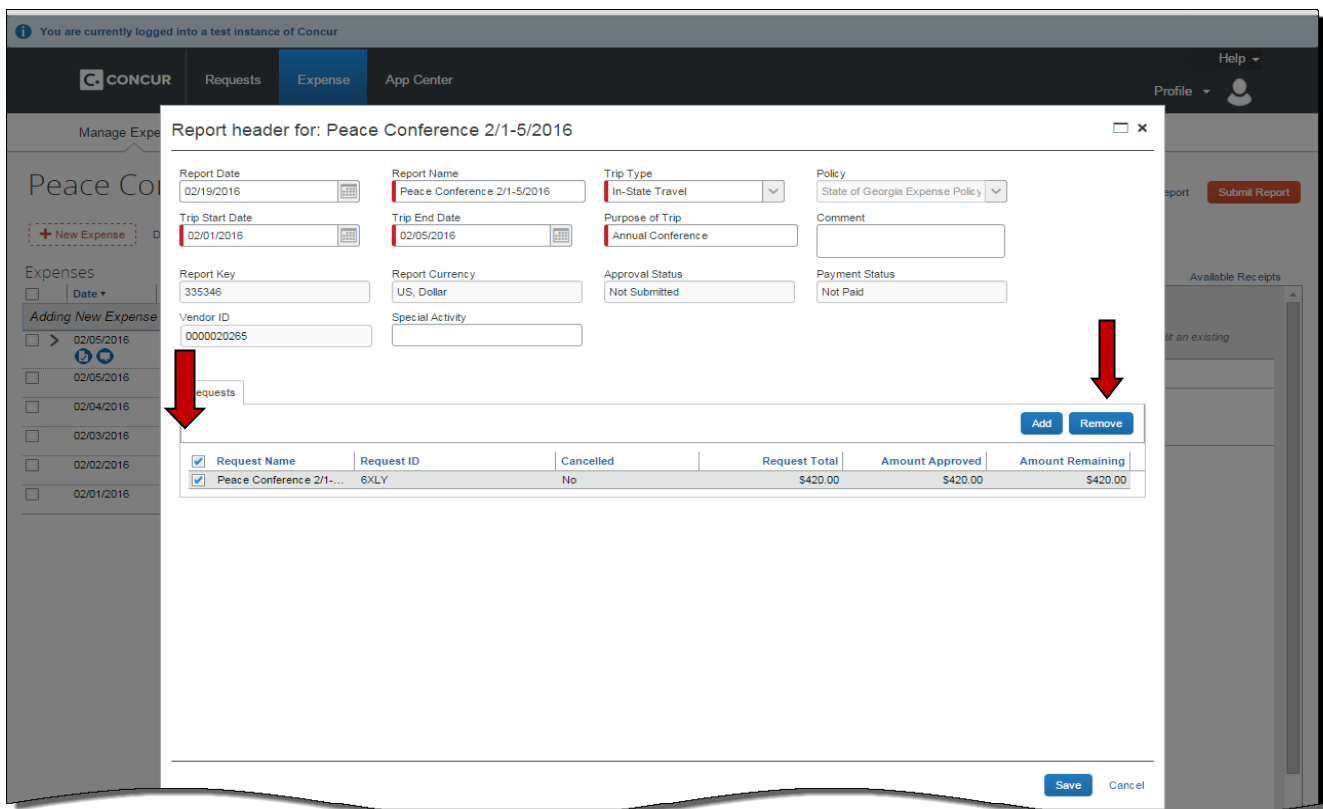 You are currently logged into a test instance of Concur
Help
C. CONCUR Requests Expense App Center
Profile
Manage Expe
Report header for: Peace Conference 2/1-5/2016
Peace Co
Report Date Report Name Trip Type Policy
02/19/2016 Peace Conference 2/1-5/2016 In-State Travel State of Georgia Expense Policy
eport Submit Report
Trip Start Date Trip End Date Purpose of Trip Comment
+ New Expense D
02/01/2016 02/05/2016 Annual Conference
Expenses
Report Key Report Currency Approval Status Payment Status
Available Receipts
Date
335346 US, Dollar Not Submitted Not Paid
Adding New Expense
Vendor ID Special Activity
0000020265
02/05/2016
dit an existing
02/05/2016
equests
02/04/2016
Add Remove
02/03/2016
Request Name Request ID Cancelled Request Total Amount Approved Amount Remaining
02/02/2016
Peace Conference 2/1-... 6XLY No $420.00 $420.00 $420.00
02/01/2016
Save Cancel